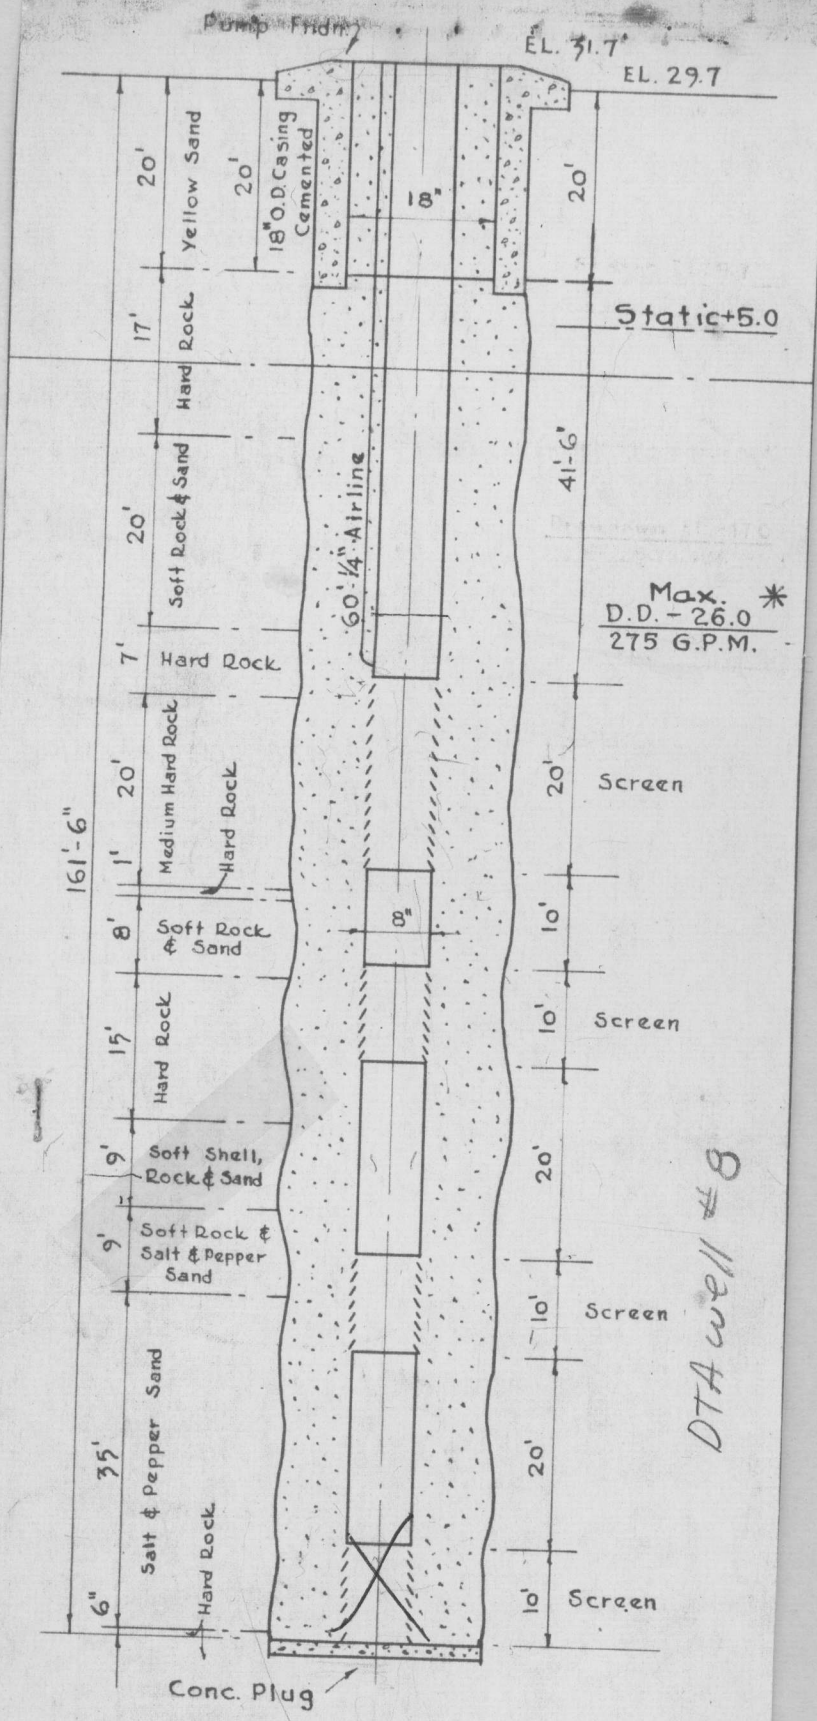 Pump Fndn.
EL. 31.7'
EL. 29.7
20'
Yellow Sand
20'
18" O.D. Casing
Cemented
18"
20'
17'
Hard Rock
Static +5.0
41'-6"
20'
Soft Rock & Sand
60'-1/4" Airline
Max. *
D.D. - 26.0
275 G.P.M.
7'
Hard Rock
20'
Medium Hard Rock
1'
Hard Rock
20'
Screen
161'-6"
8'
Soft Rock
& Sand
8"
10'
15'
Hard Rock
10'
Screen
9'
Soft Shell,
Rock & Sand
20'
9'
Soft Rock &
Salt & Pepper
Sand
10'
Screen
DTA well #8
35'
Salt & Pepper Sand
20'
6"
Hard Rock
10'
Screen
Conc. Plug